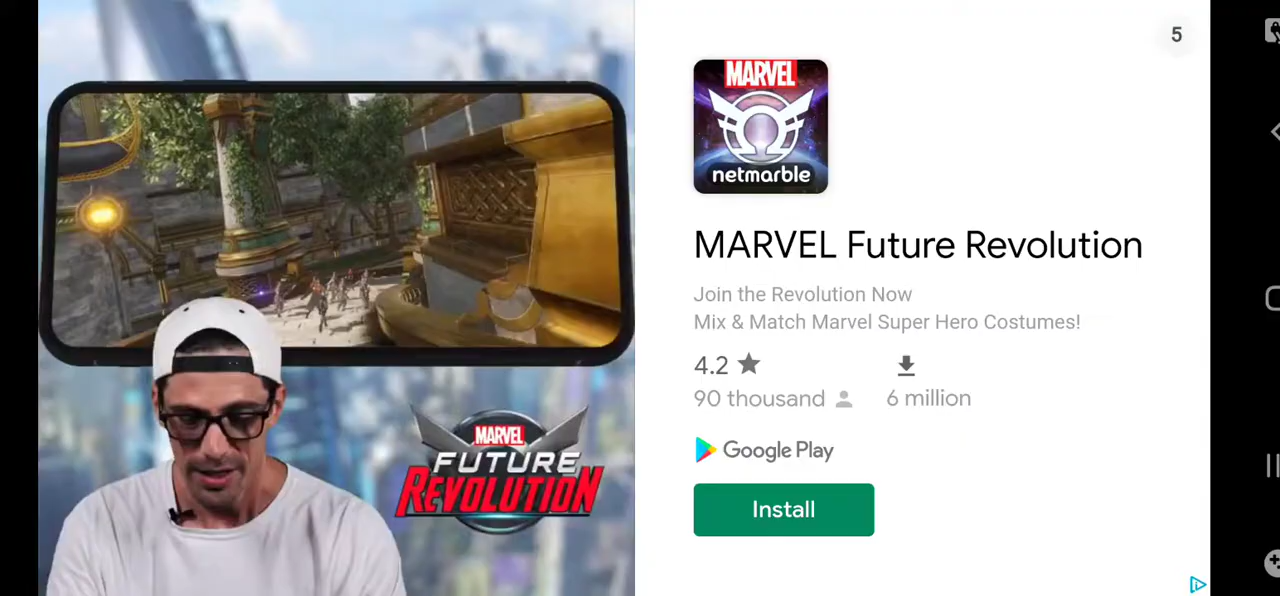 5
MARVEL
netmarble
MARVEL Future Revolution
Join the Revolution Now
Mix & Match Marvel Super Hero Costumes!
4.2
90 thousand
6 million
Google Play
Install
MARVEL
FUTURE
REVOLUTION